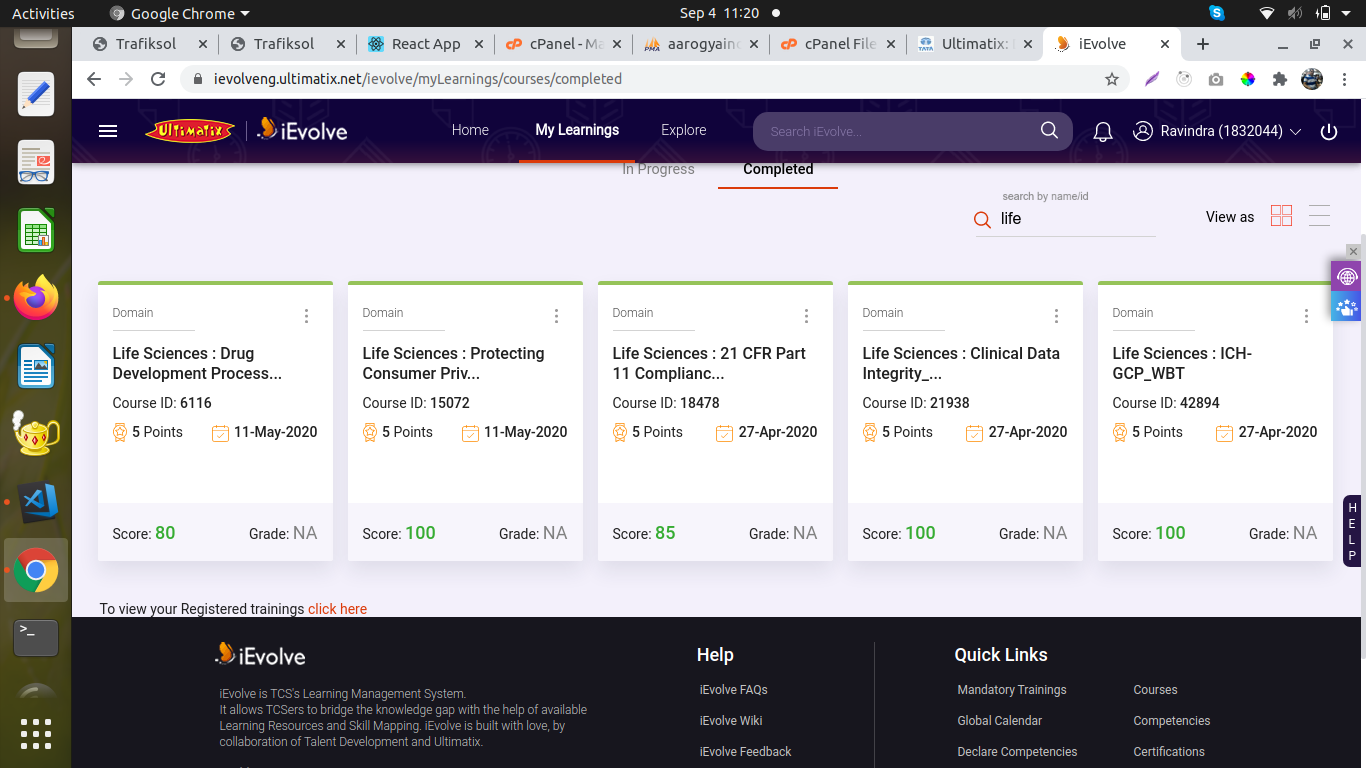 Activities
Google Chrome
Sep 4 11:20
S
Trafiksol
Trafiksol
React App
cPanel - Ma
aarogyaind
cPanel File
TATA
Ultimatix:
iEvolve
ievolveng.ultimatix.net/ievolve/myLearnings/courses/completed
Ultimatix
iEvolve
Home
My Learnings
Explore
Search iEvolve...
Ravindra (1832044)
In Progress
Completed
search by name/id
life
View as
Domain
Life Sciences : Drug
Development Process...
Course ID: 6116
5 Points
11-May-2020
Score: 80
Grade: NA
Domain
Life Sciences : Protecting
Consumer Priv...
Course ID: 15072
5 Points
11-May-2020
Score: 100
Grade: NA
Domain
Life Sciences : 21 CFR Part
11 Complianc...
Course ID: 18478
5 Points
27-Apr-2020
Score: 85
Grade: NA
Domain
Life Sciences : Clinical Data
Integrity_...
Course ID: 21938
5 Points
27-Apr-2020
Score: 100
Grade: NA
Domain
Life Sciences : ICH-
GCP_WBT
Course ID: 42894
5 Points
27-Apr-2020
Score: 100
Grade: NA
HELP
To view your Registered trainings click here
iEvolve
iEvolve is TCS's Learning Management System.
It allows TCSers to bridge the knowledge gap with the help of available
Learning Resources and Skill Mapping. iEvolve is built with love, by
collaboration of Talent Development and Ultimatix.
Help
iEvolve FAQs
iEvolve Wiki
iEvolve Feedback
Quick Links
Mandatory Trainings
Courses
Global Calendar
Competencies
Declare Competencies
Certifications